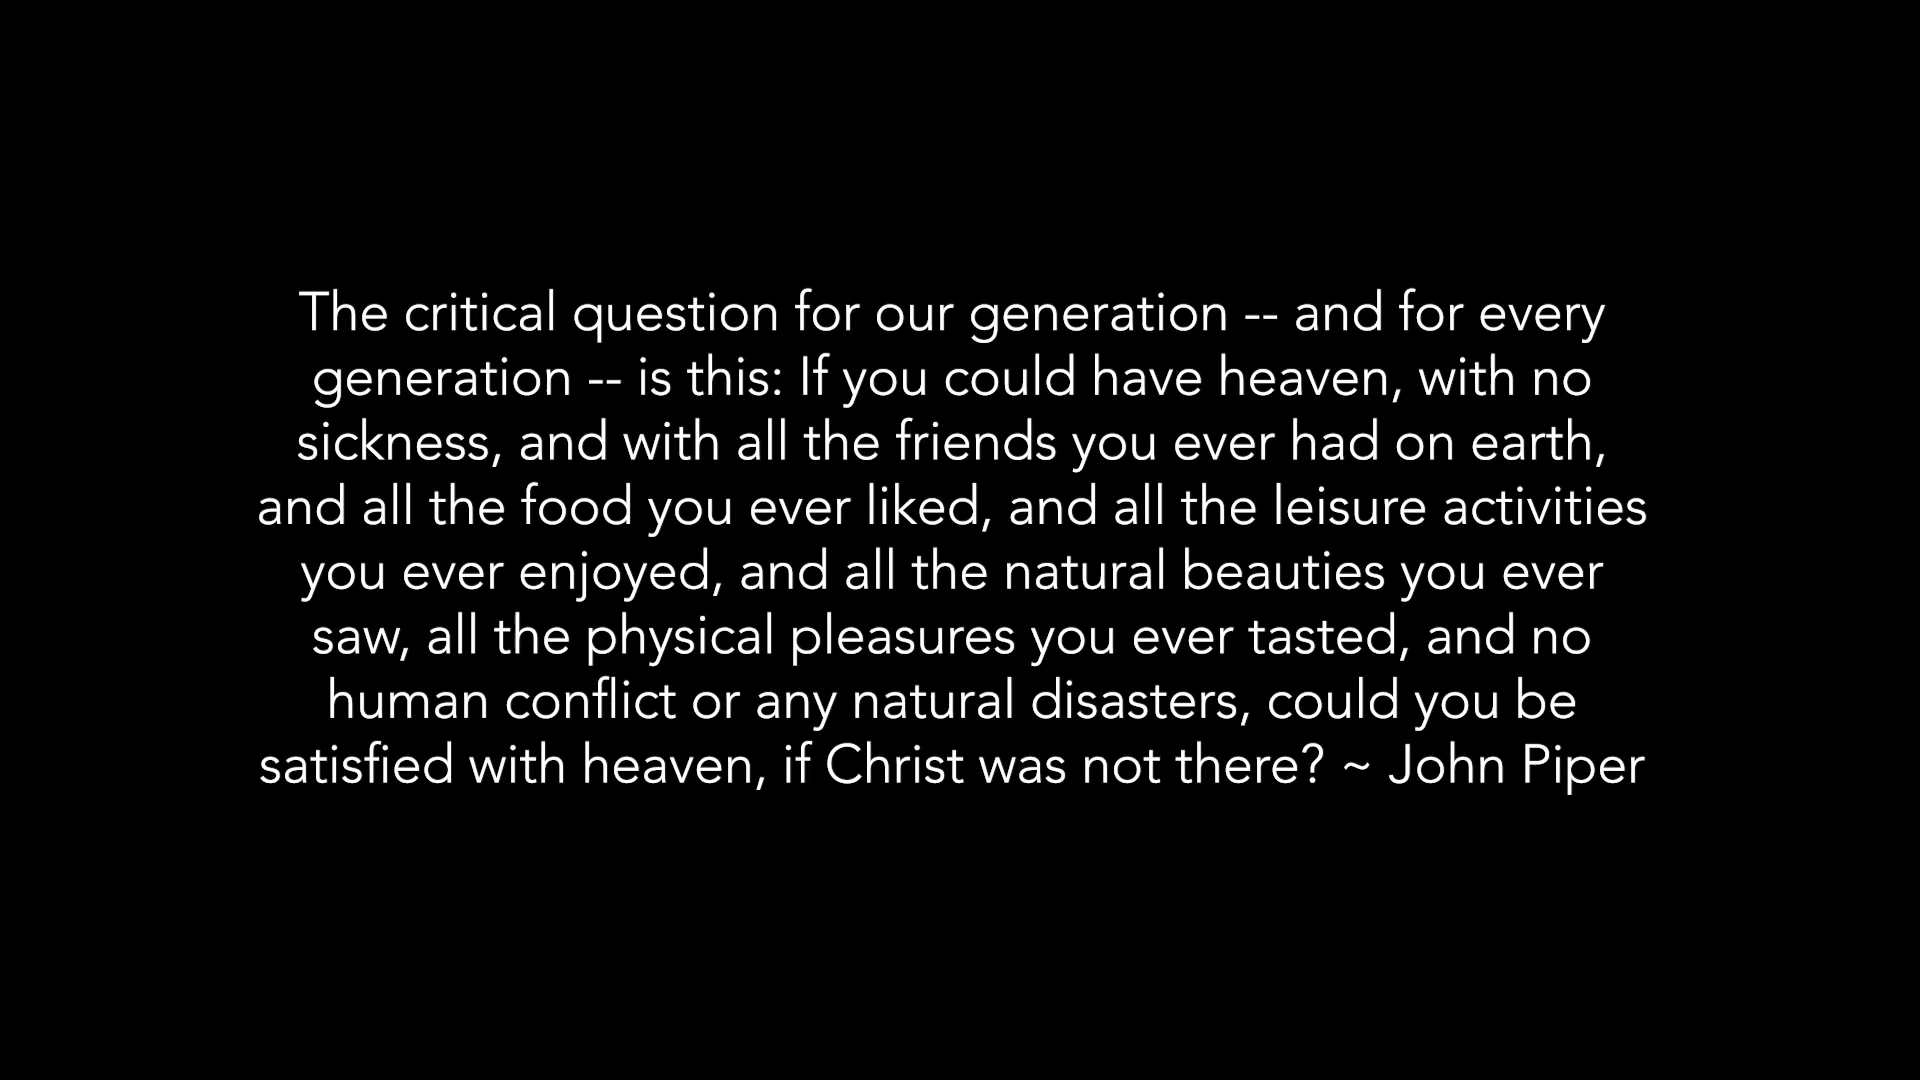 The critical question for our generation -- and for every
generation -- is this: If you could have heaven, with no
sickness, and with all the friends you ever had on earth,
and all the food you ever liked, and all the leisure activities
you ever enjoyed, and all the natural beauties you ever
saw, all the physical pleasures you ever tasted, and no
human conflict or any natural disasters, could you be
satisfied with heaven, if Christ was not there? ~ John Piper